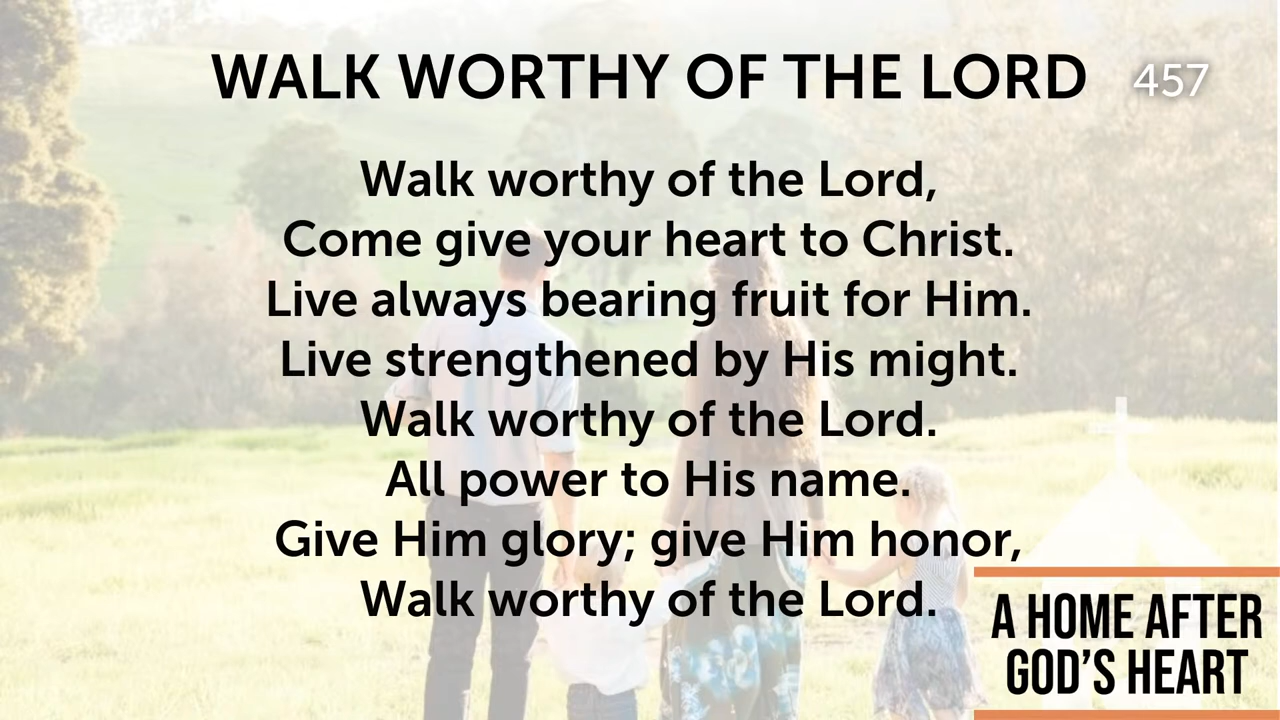 WALK WORTHY OF THE LORD 457
Walk worthy of the Lord,
Come give your heart to Christ.
Live always bearing fruit for Him.
Live strengthened by His might.
Walk worthy of the Lord.
All power to His name.
Give Him glory; give Him honor,
Walk worthy of the Lord.
A HOME AFTER
GOD'S HEART